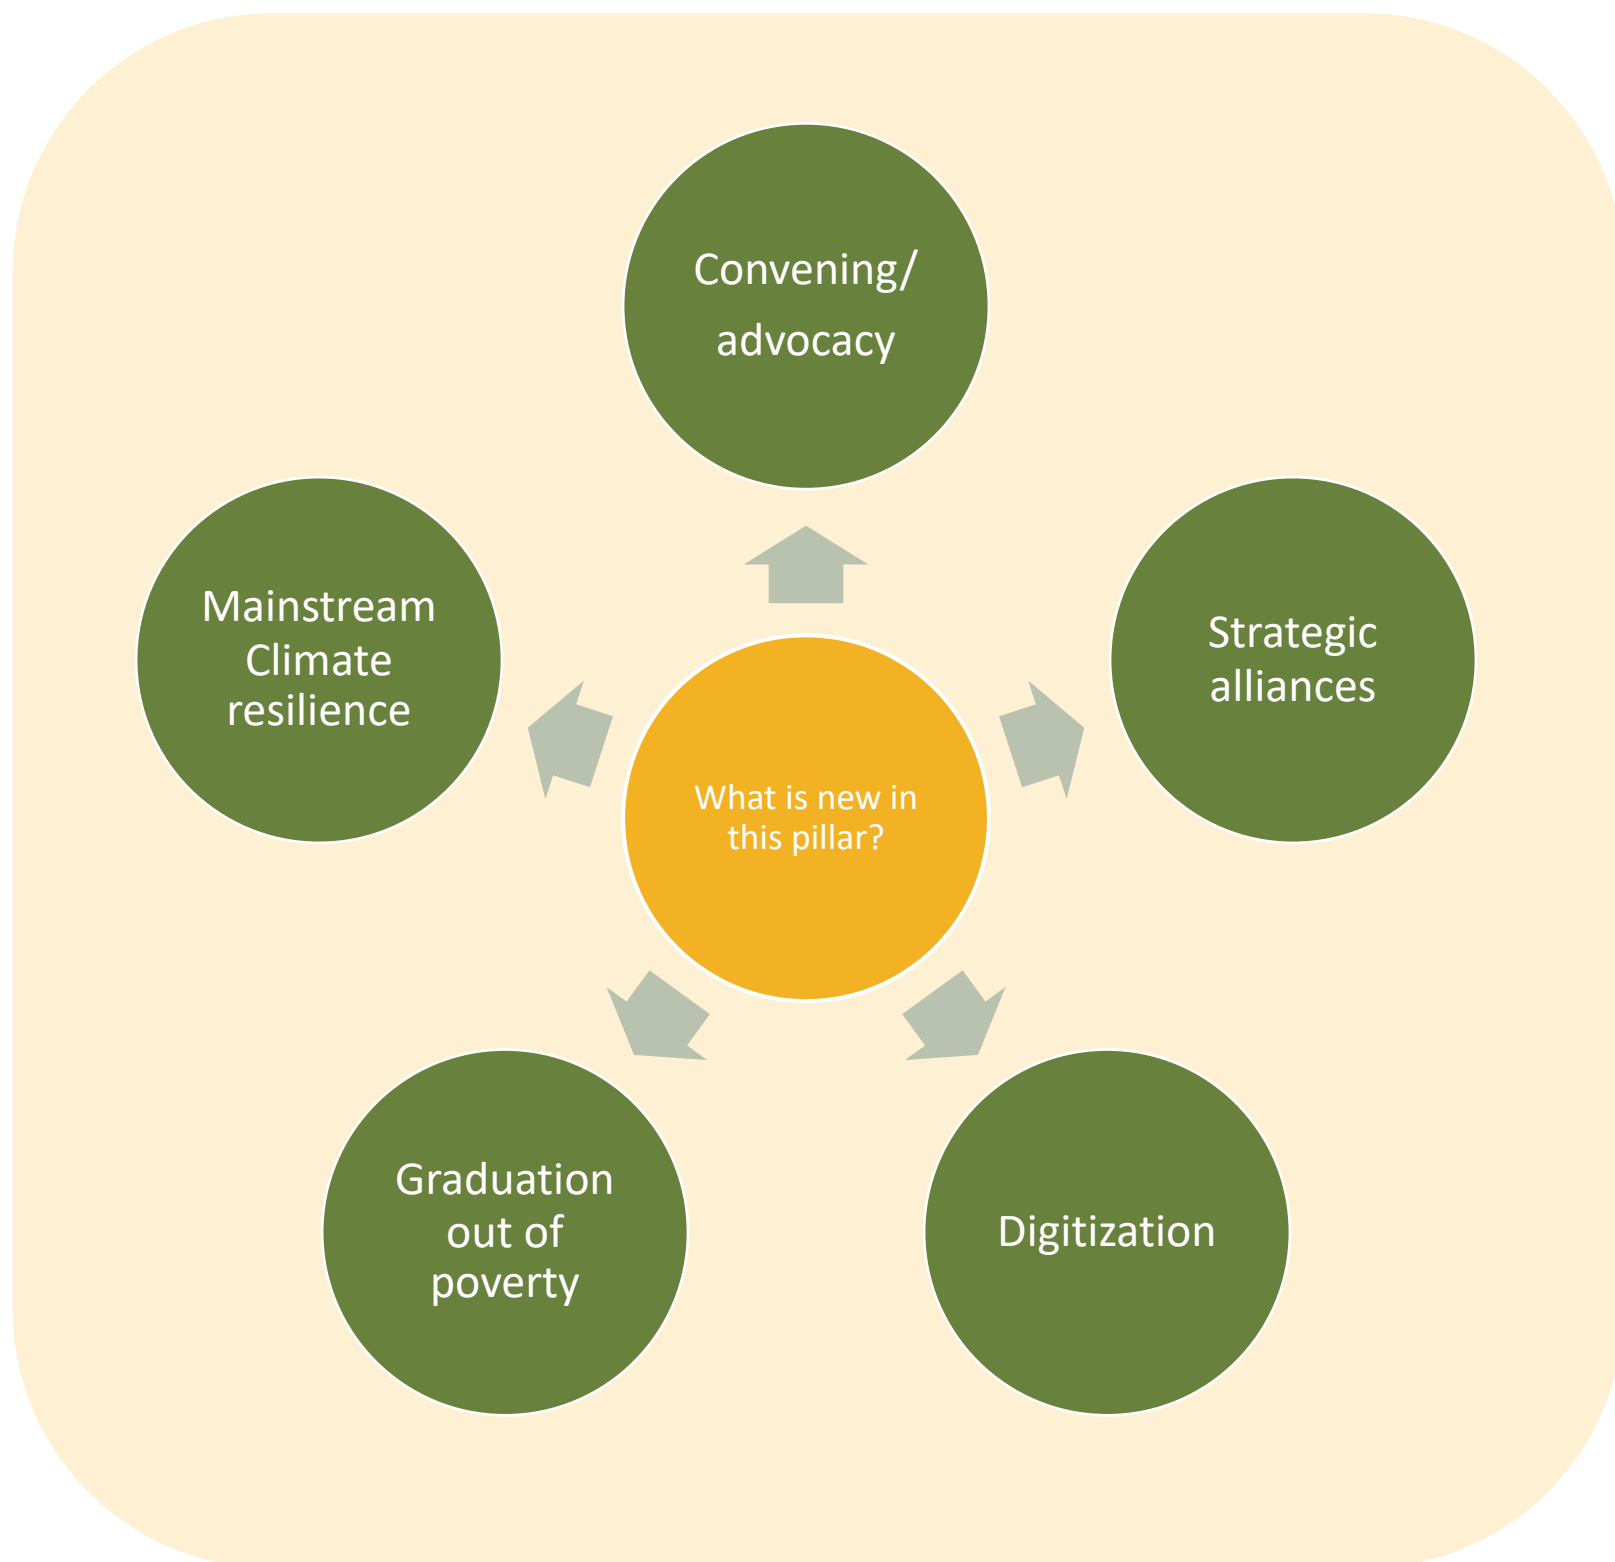 Convening/
advocacy
Strategic
alliances
Digitization
Graduation
out of
poverty
Mainstream
Climate
resilience
What is new in
this pillar?